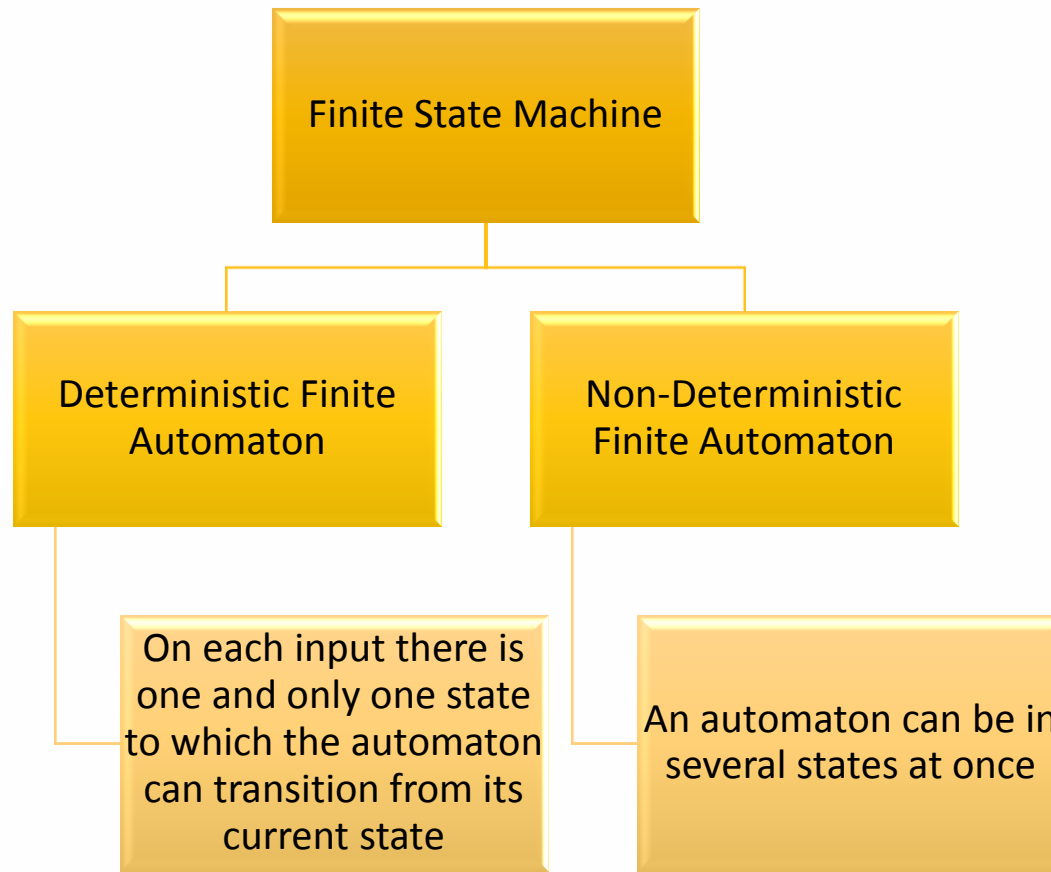 Finite State Machine
Deterministic Finite
Automaton
Non-Deterministic
Finite Automaton
On each input there is
one and only one state
to which the automaton
can transition from its
current state
An automaton can be in
several states at once